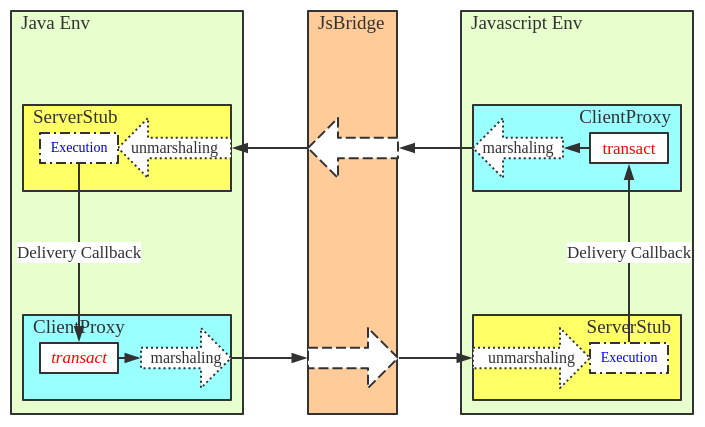 Java Env
JsBridge
Javascript Env
ServerStub
ClientProxy
Execution
unmarshaling
marshaling
transact
Delivery Callback
Delivery Callback
ClientProxy
ServerStub
transact
marshaling
unmarshaling
Execution